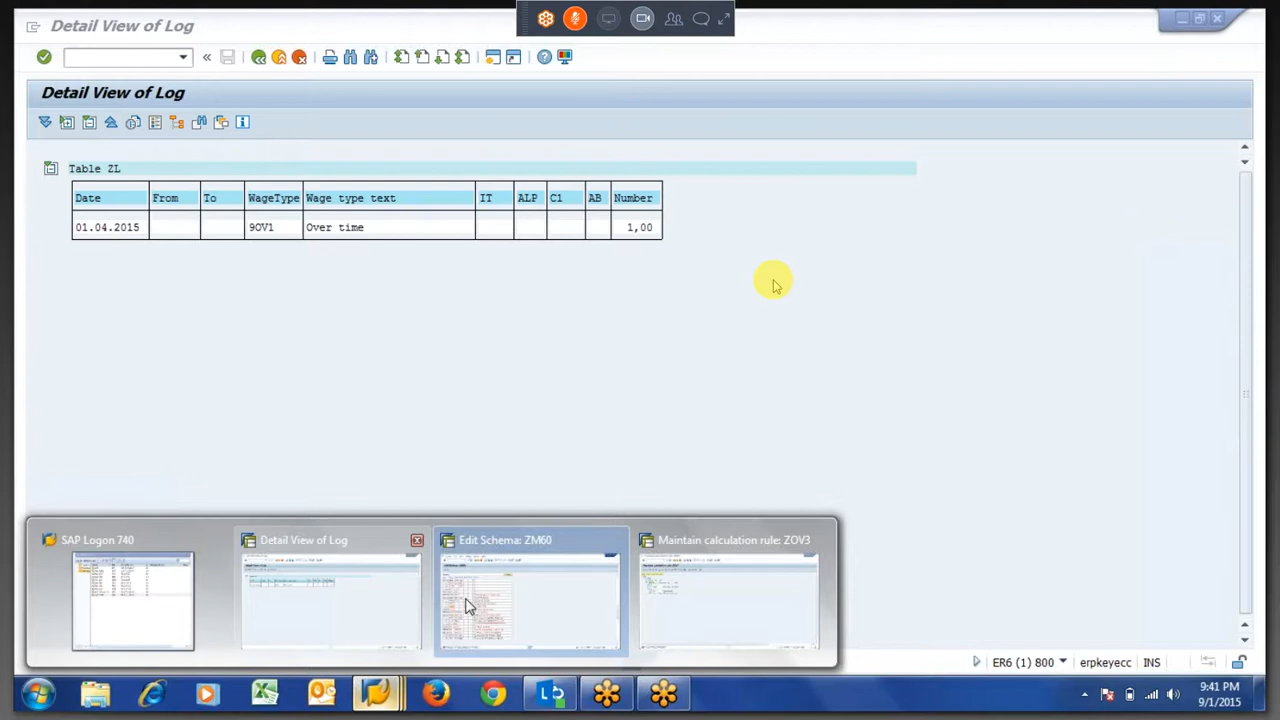 Detail View of Log
Detail View of Log
Table ZL
Date From To WageType Wage type text IT ALP C1 AB Number
01.04.2015 9OV1 Over time 1,00
SAP Logon 740
Detail View of Log
Edit Schema: ZM60
Maintain calculation rule: ZOV3
ER6 (1) 800 erpkeyecc INS
9:41 PM
9/1/2015